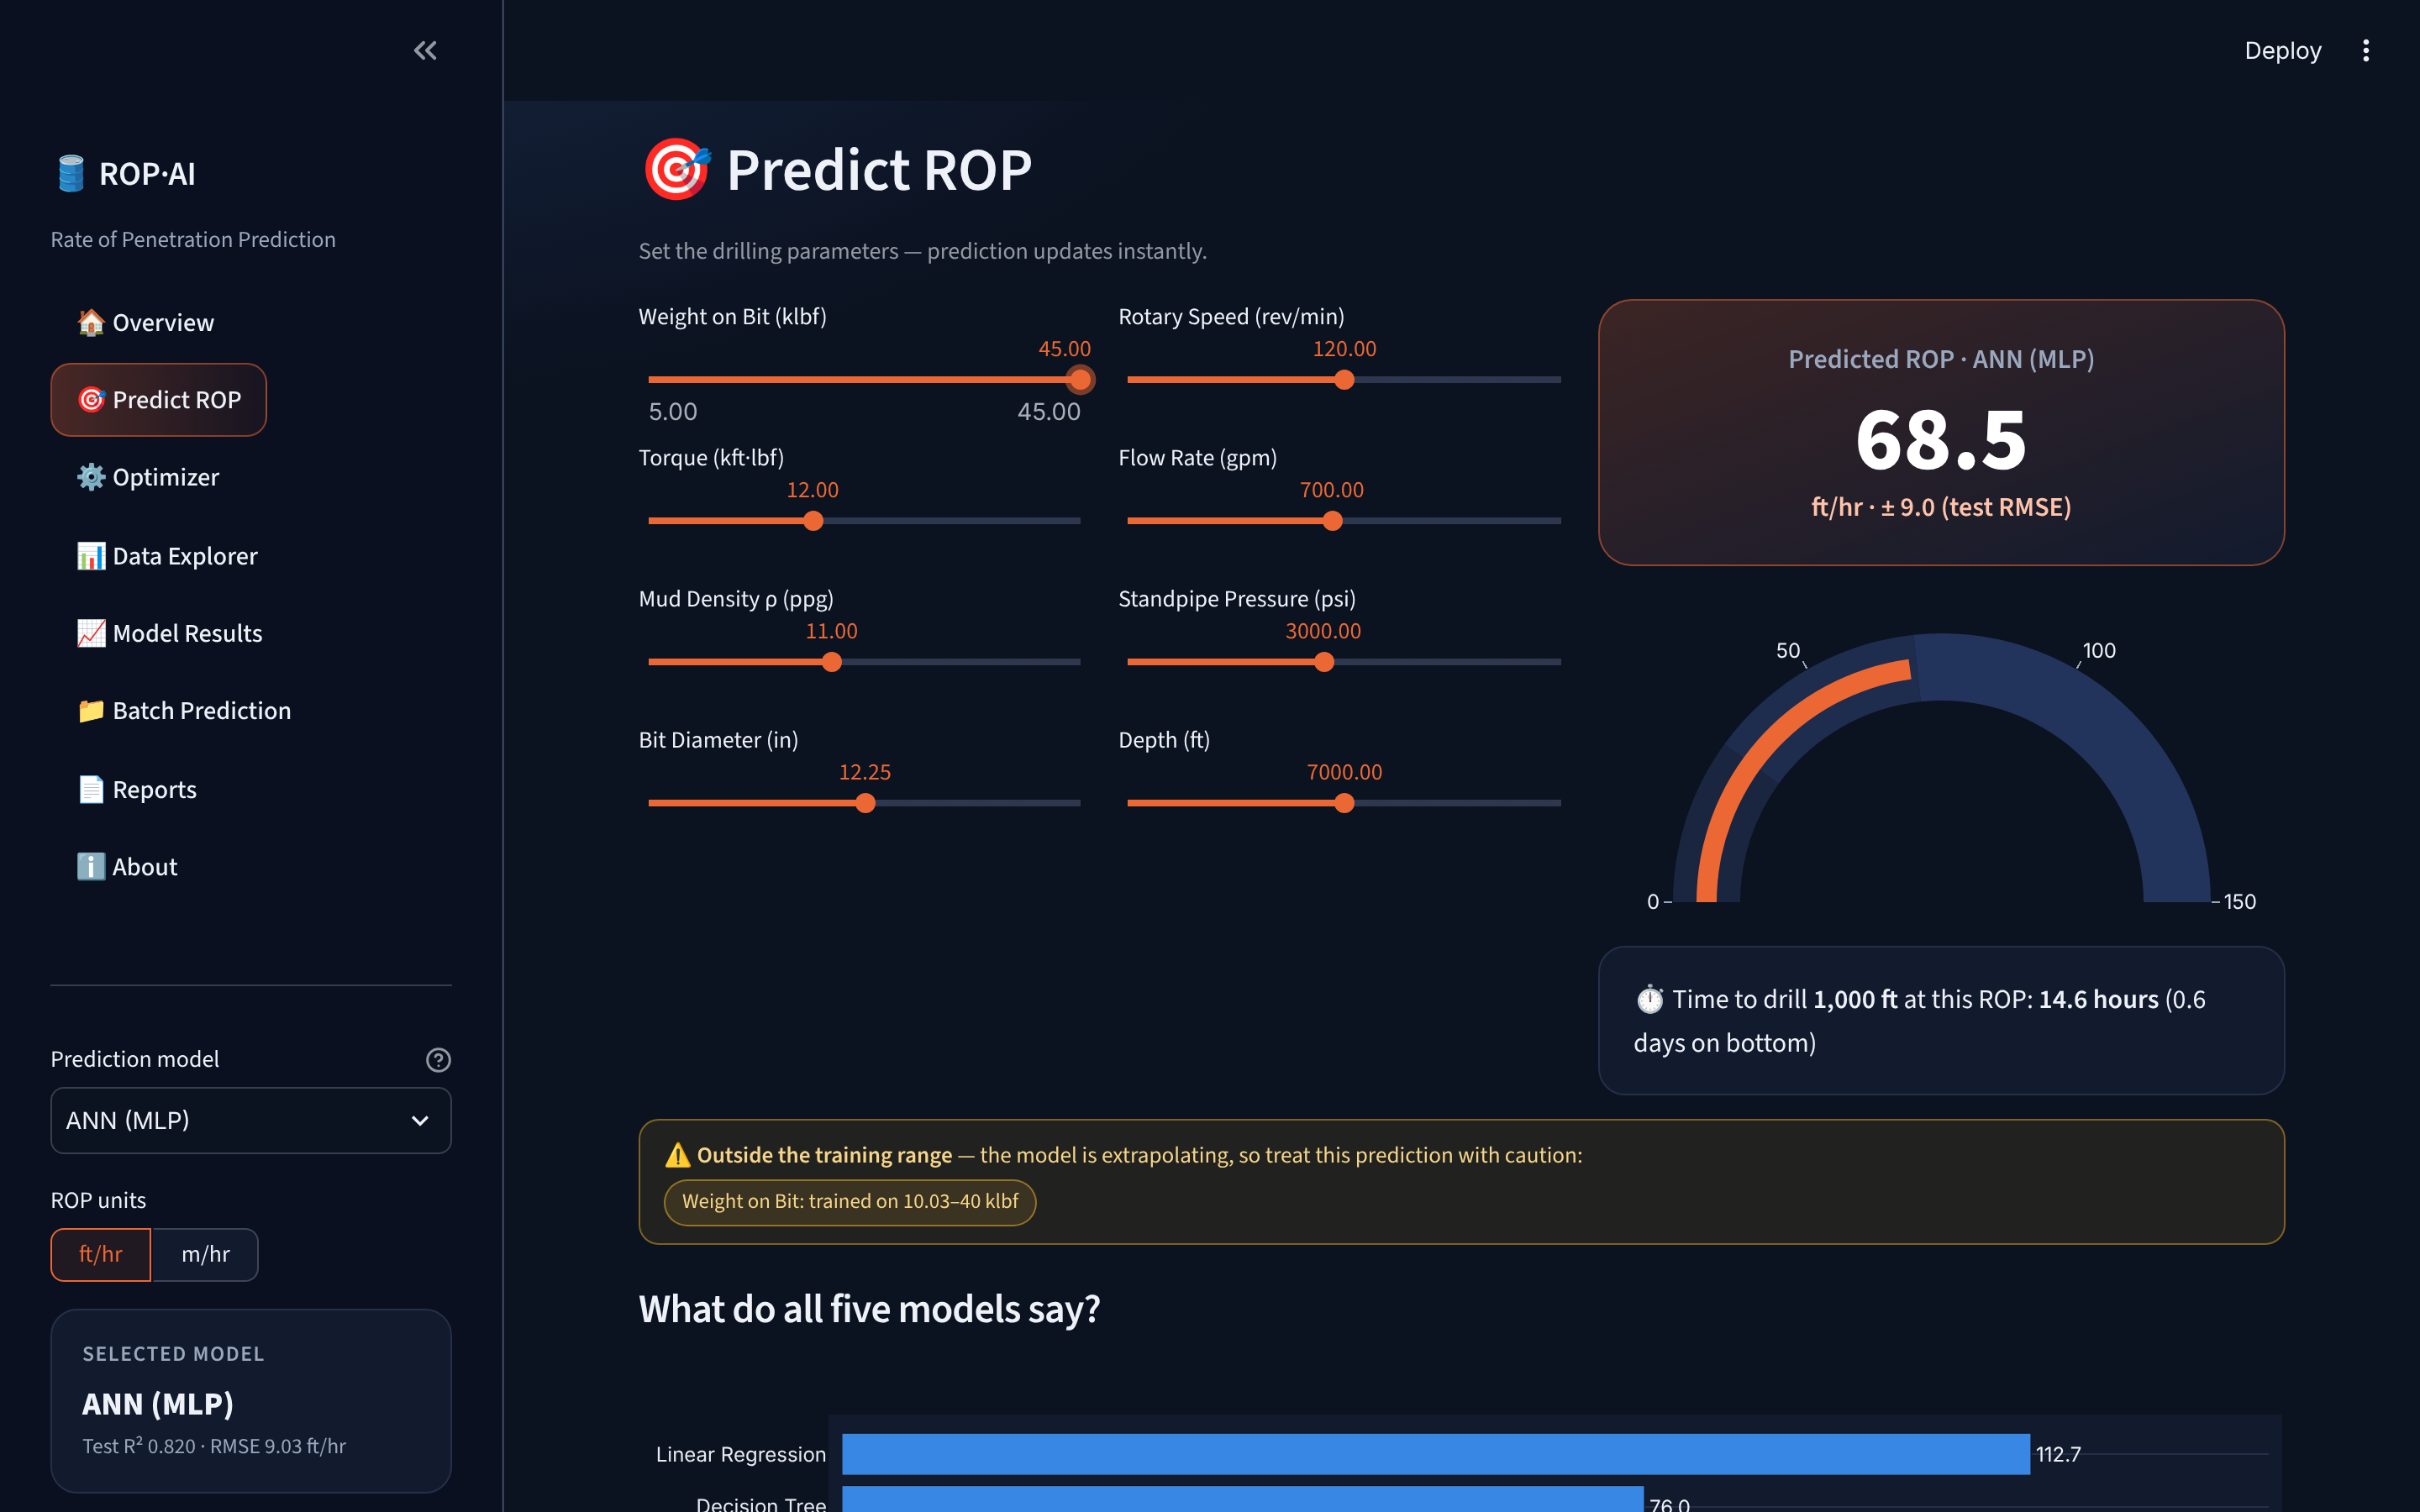 Deploy
ROP·AI
Rate of Penetration Prediction
Overview
Predict ROP
Optimizer
Data Explorer
Model Results
Batch Prediction
Reports
About
Prediction model
ANN (MLP)
ROP units
ft/hr
m/hr
SELECTED MODEL
ANN (MLP)
Test R² 0.820 · RMSE 9.03 ft/hr
Predict ROP
Set the drilling parameters — prediction updates instantly.
Weight on Bit (klbf)
45.00
5.00
45.00
Rotary Speed (rev/min)
120.00
Torque (kft·lbf)
12.00
Flow Rate (gpm)
700.00
Mud Density ρ (ppg)
11.00
Standpipe Pressure (psi)
3000.00
Bit Diameter (in)
12.25
Depth (ft)
7000.00
Predicted ROP · ANN (MLP)
68.5
ft/hr · ± 9.0 (test RMSE)
0
50
100
150
Time to drill 1,000 ft at this ROP: 14.6 hours (0.6
days on bottom)
Outside the training range — the model is extrapolating, so treat this prediction with caution:
Weight on Bit: trained on 10.03–40 klbf
What do all five models say?
Linear Regression
112.7
Decision Tree
76.0